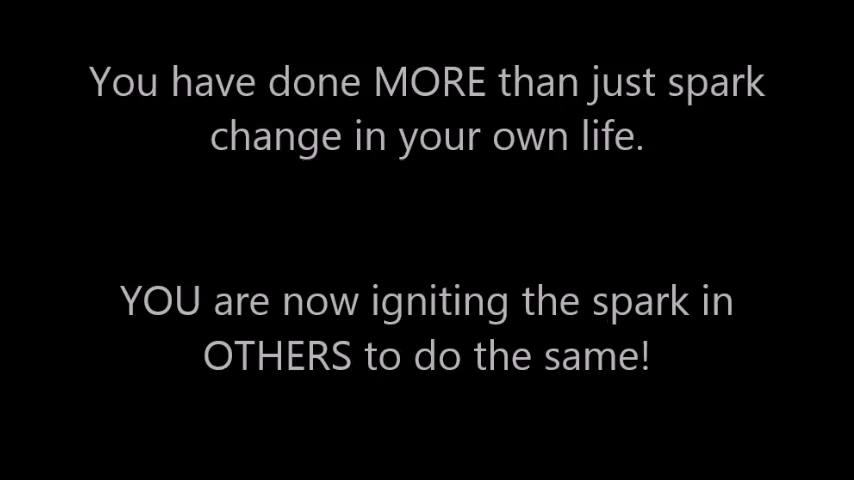 You have done MORE than just spark
change in your own life.
YOU are now igniting the spark in
OTHERS to do the same!